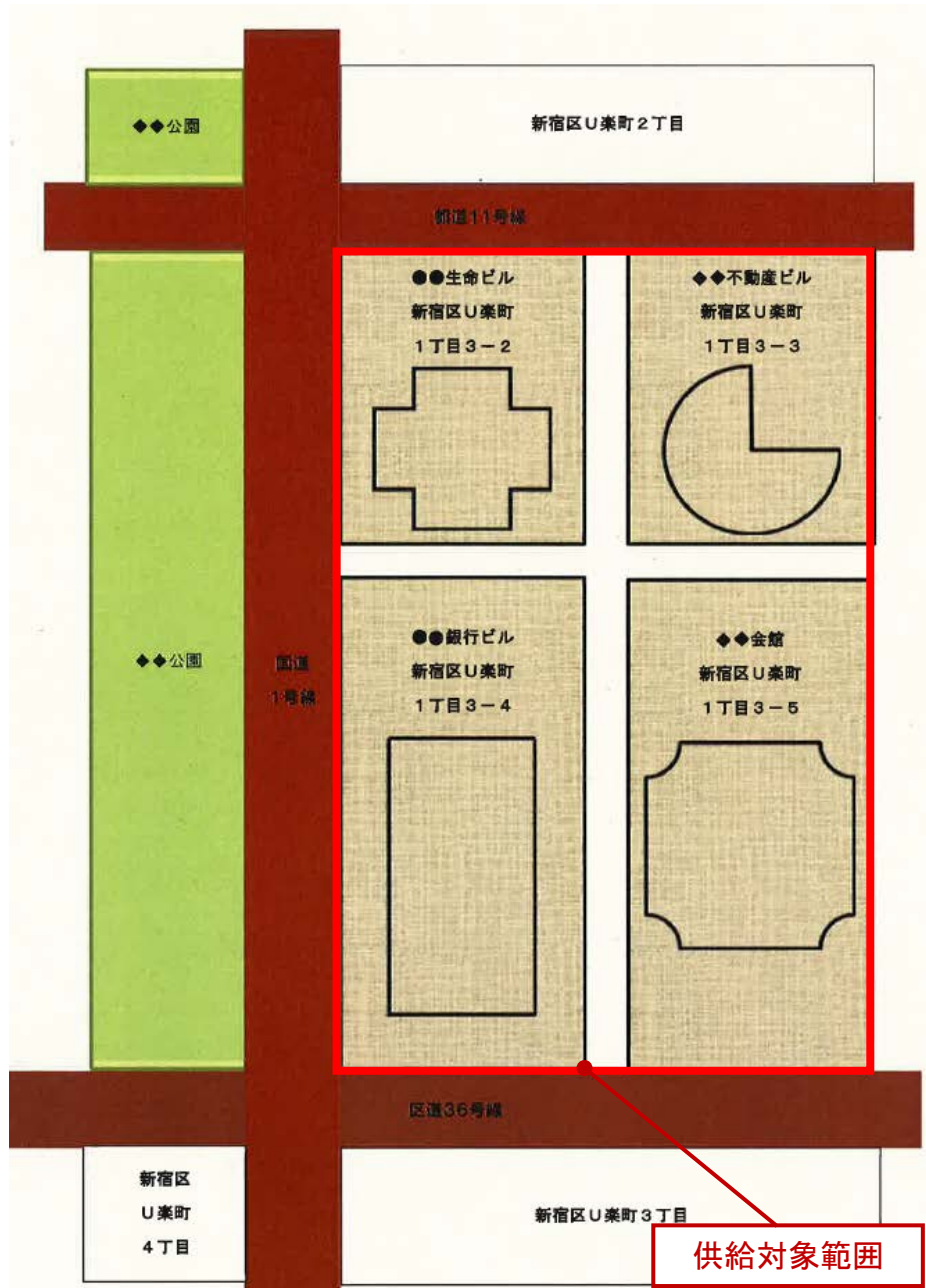 ◆◆公園
新宿区U楽町2丁目
都道11号線
●●生命ビル
新宿区U楽町
1丁目3-2
◆◆不動産ビル
新宿区U楽町
1丁目3-3
◆◆公園
国道
1号線
●●銀行ビル
新宿区U楽町
1丁目3-4
◆◆会館
新宿区U楽町
1丁目3-5
区道36号線
新宿区
U楽町
4丁目
新宿区U楽町3丁目
供給対象範囲